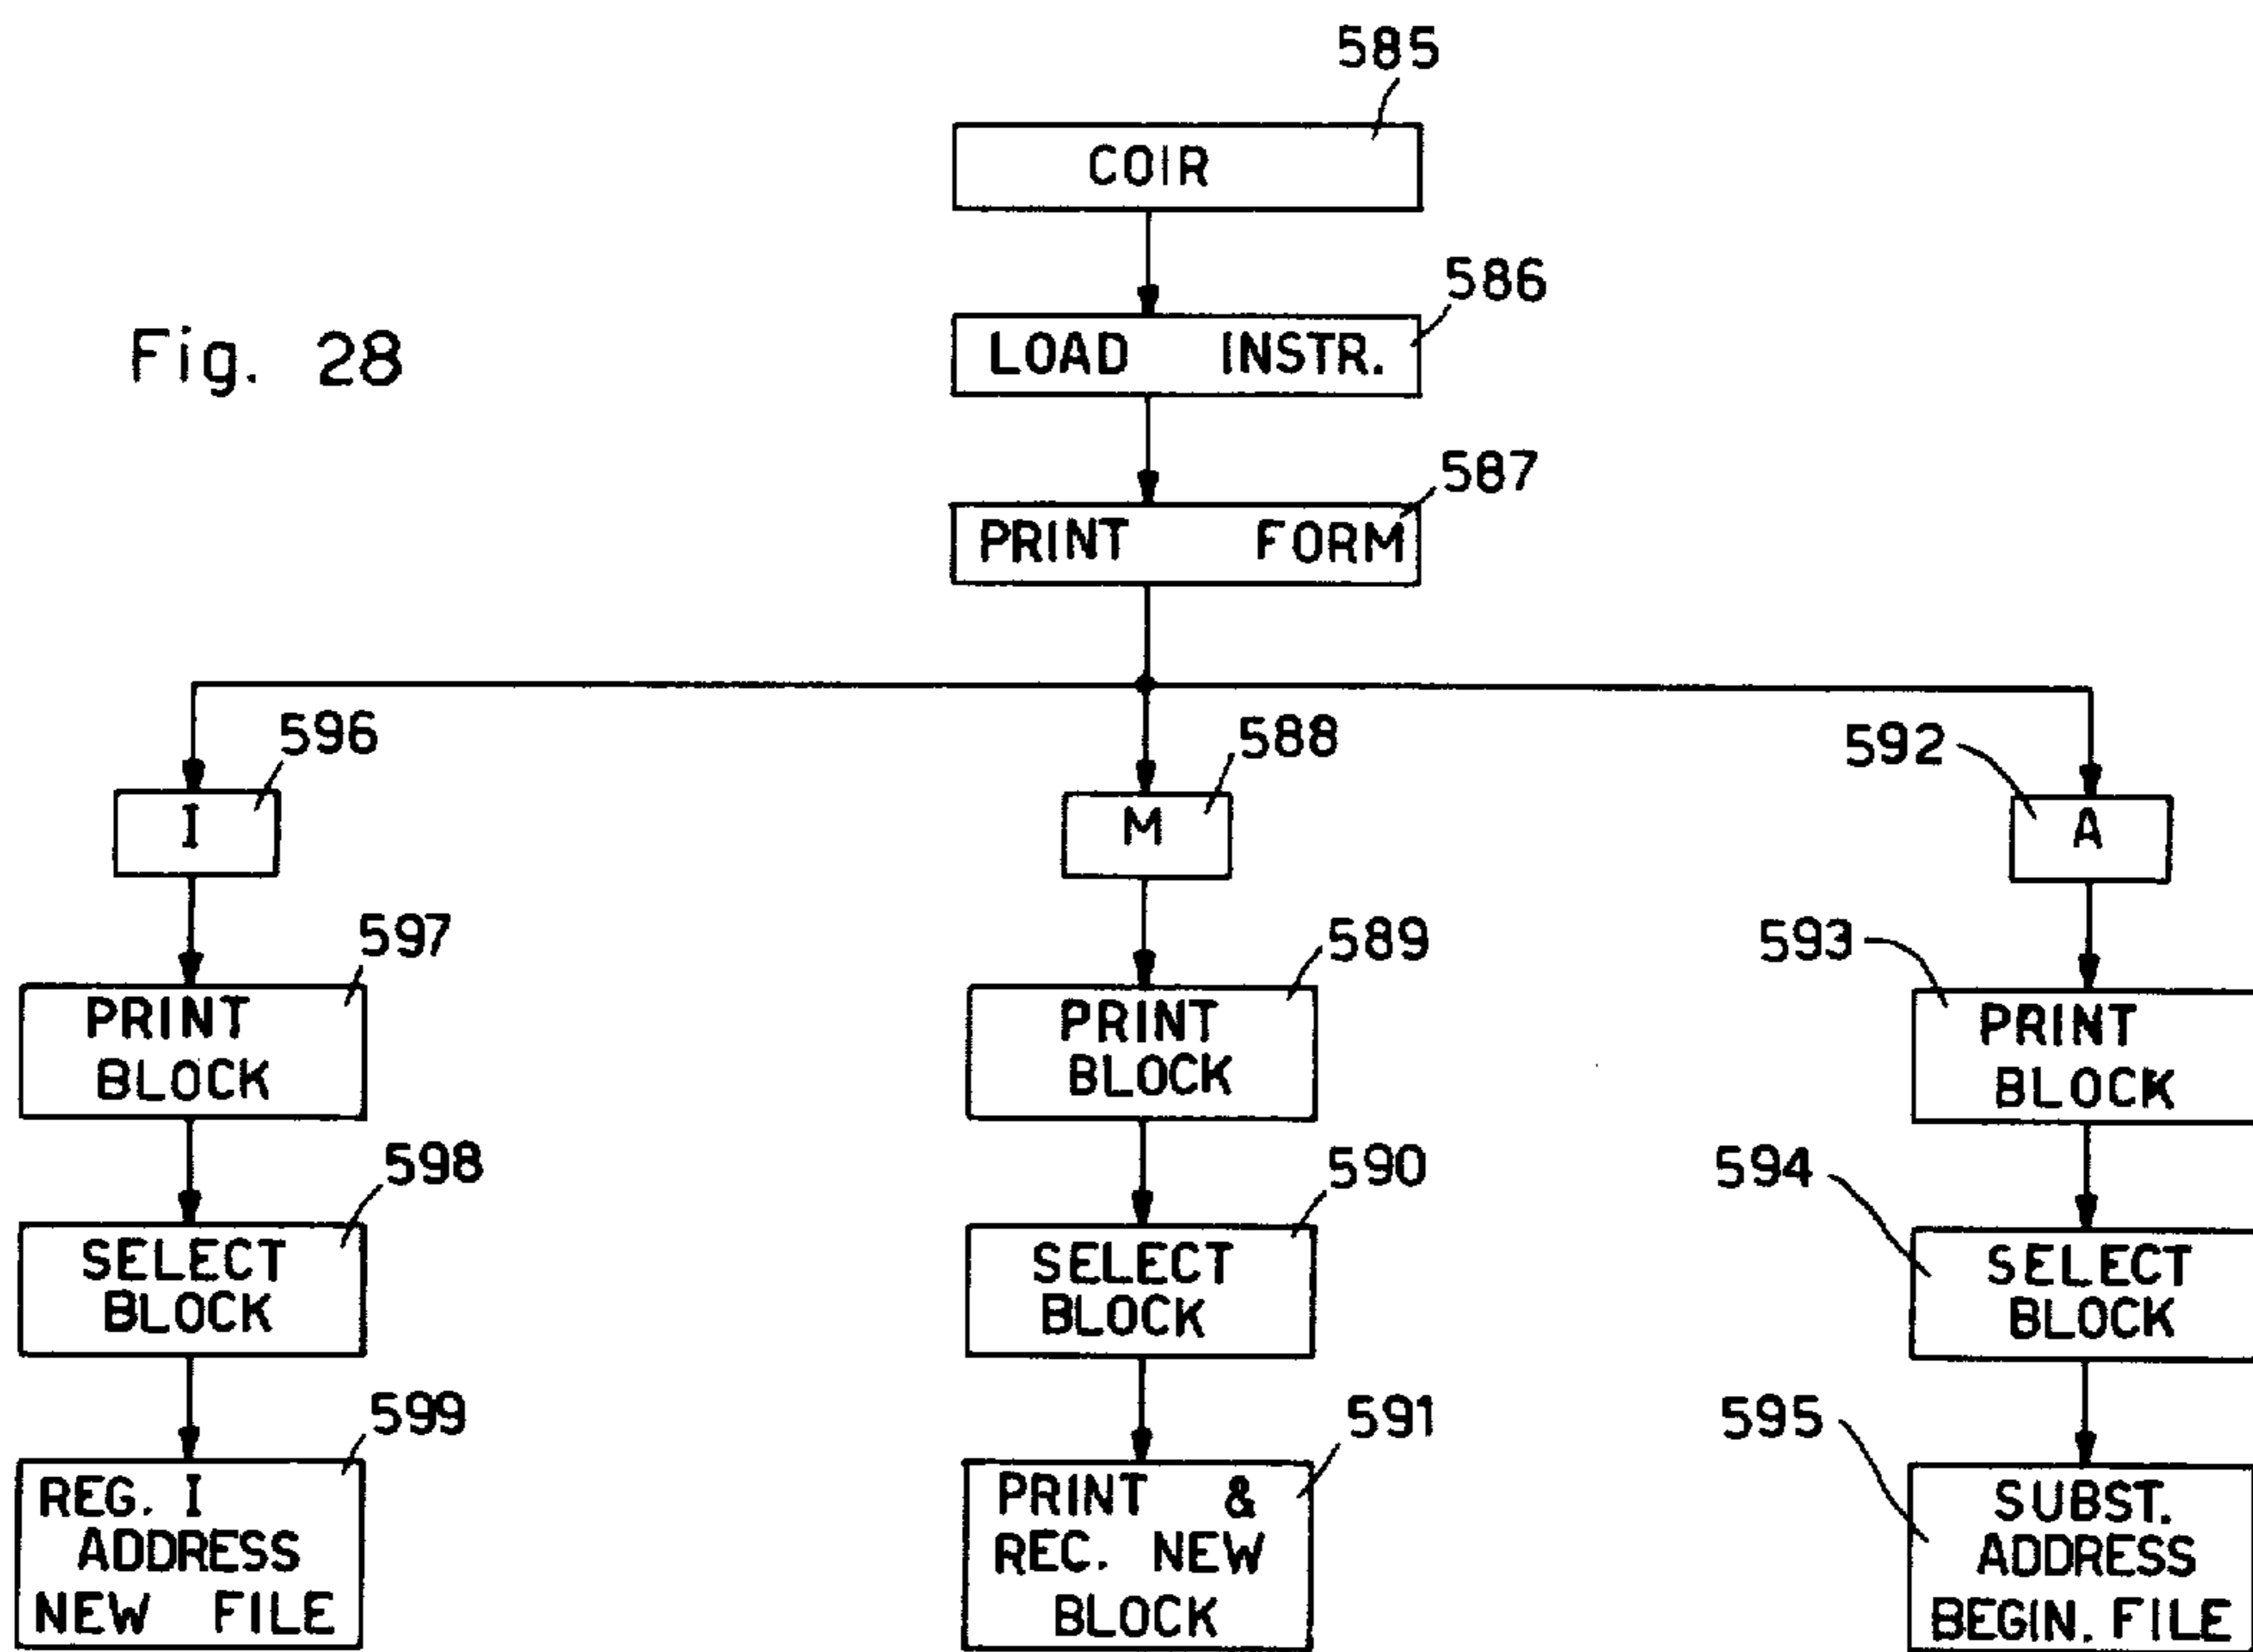 585
COIR
586
LOAD INSTR.
Fig. 28
587
PRINT FORM
596
I
588
M
592
A
597
PRINT
BLOCK
589
PRINT
BLOCK
593
PRINT
BLOCK
598
SELECT
BLOCK
590
SELECT
BLOCK
594
SELECT
BLOCK
599
REG. I
ADDRESS
NEW FILE
591
PRINT &
REC. NEW
BLOCK
595
SUBST.
ADDRESS
BEGIN. FILE